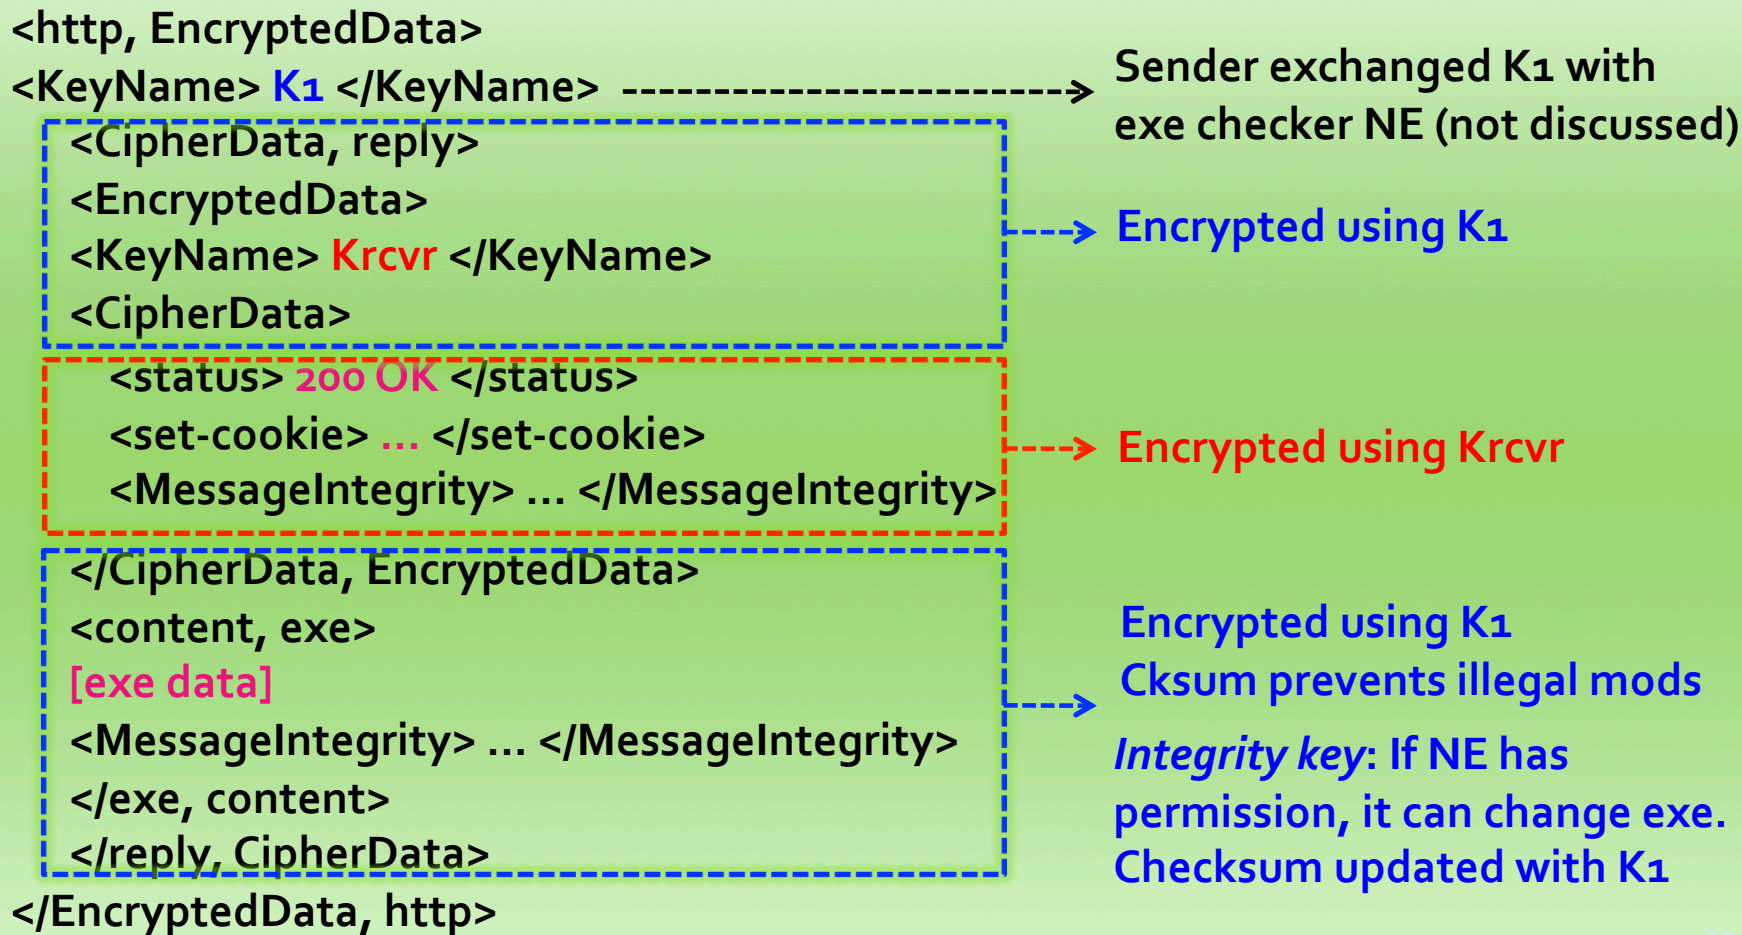 <http, EncryptedData>
<KeyName> K1 </KeyName>
Sender exchanged K1 with
exe checker NE (not discussed)
<CipherData, reply>
<EncryptedData>
<KeyName> Krcvr </KeyName>
<CipherData>
Encrypted using K1
<status> 200 OK </status>
<set-cookie> ... </set-cookie>
<MessageIntegrity> ... </MessageIntegrity>
Encrypted using Krcvr
</CipherData, EncryptedData>
<content, exe>
[exe data]
<MessageIntegrity> ... </MessageIntegrity>
</exe, content>
</reply, CipherData>
Encrypted using K1
Cksum prevents illegal mods
Integrity key: If NE has
permission, it can change exe.
Checksum updated with K1
</EncryptedData, http>